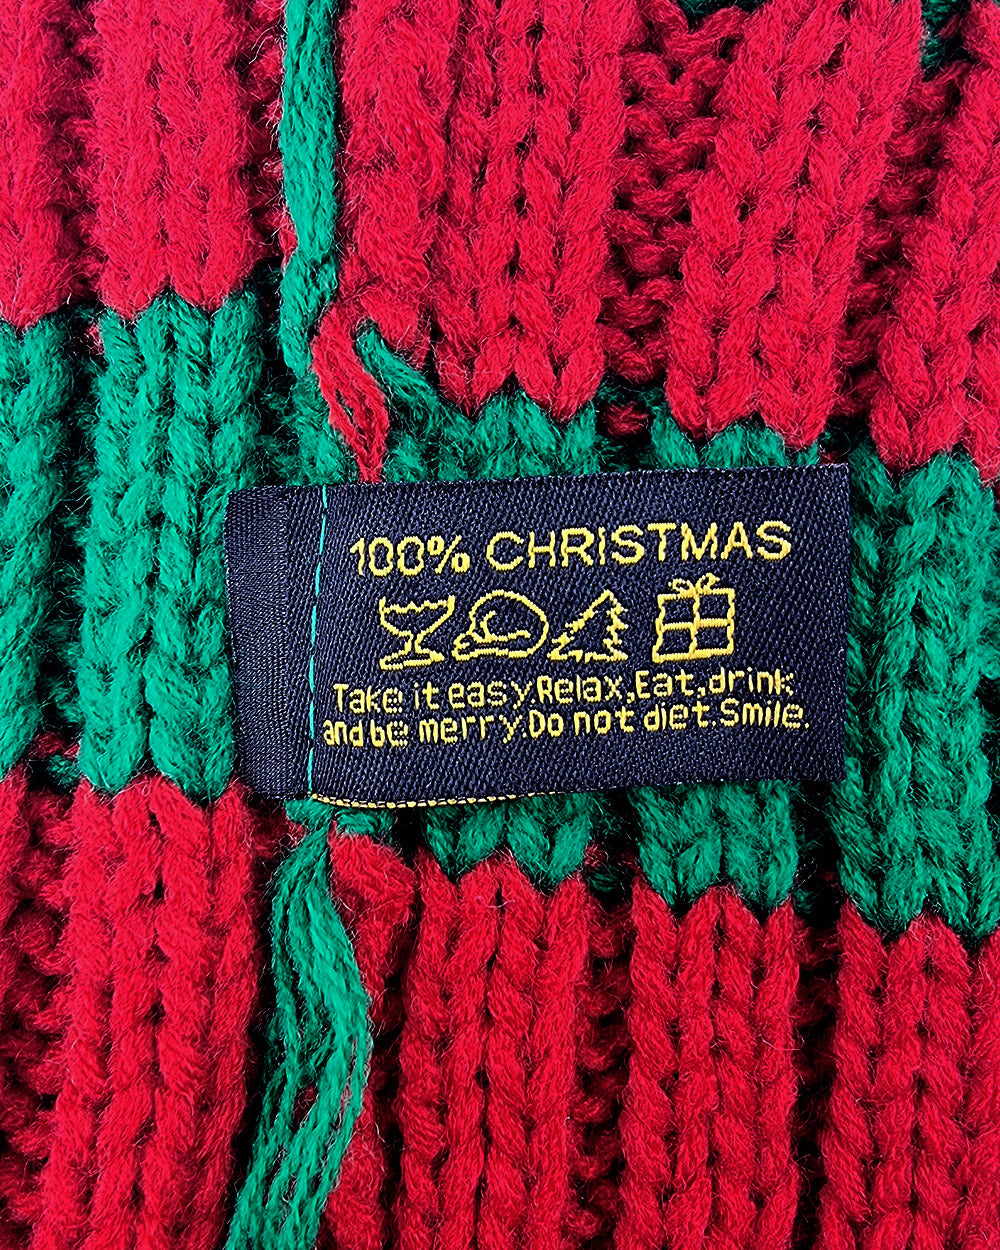 100% CHRISTMAS
Take it easy.Relax.Eat,drink
and be merry.Do not diet.Smile.